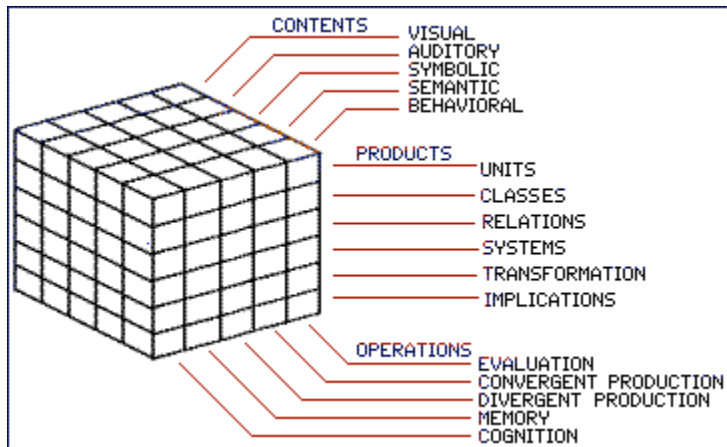 CONTENTS
VISUAL
AUDITORY
SYMBOLIC
SEMANTIC
BEHAVIORAL
PRODUCTS
UNITS
CLASSES
RELATIONS
SYSTEMS
TRANSFORMATION
IMPLICATIONS
OPERATIONS
EVALUATION
CONVERGENT PRODUCTION
DIVERGENT PRODUCTION
MEMORY
COGNITION